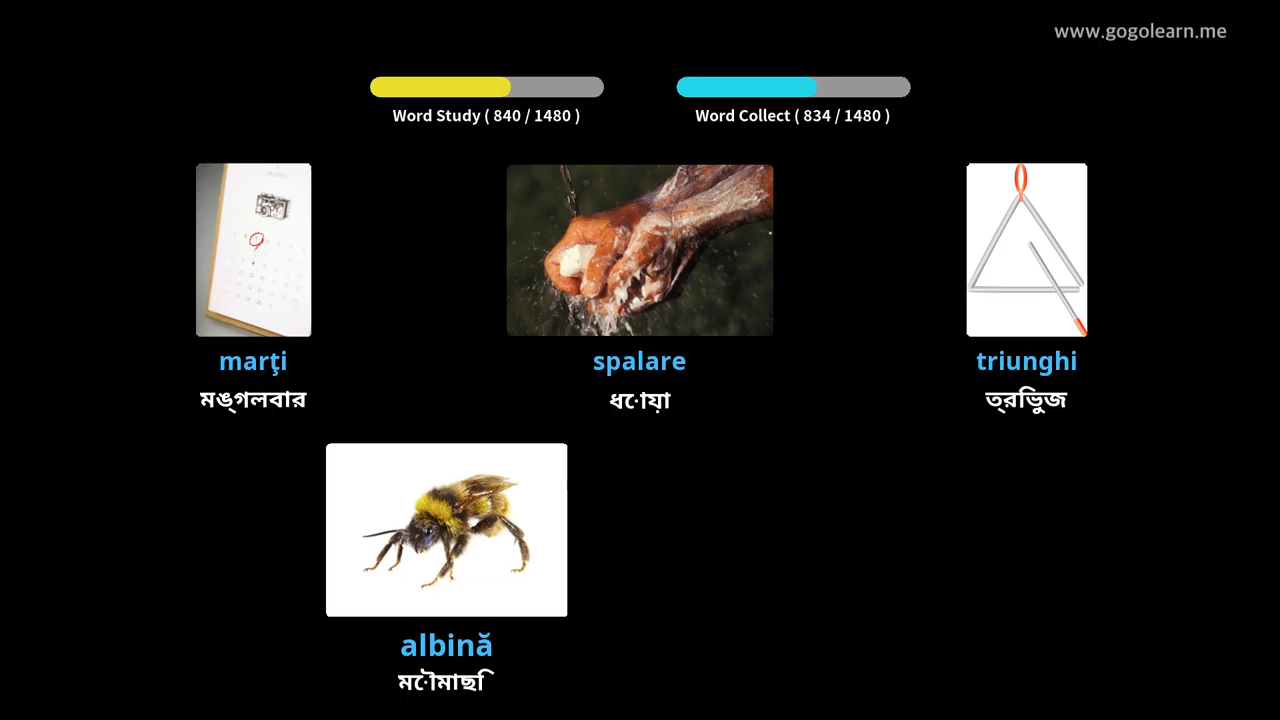 www.gogolearn.me
Word Study ( 840 / 1480 )
Word Collect ( 834 / 1480 )
marţi
spalare
triunghi
মঙ্গলবার
ধোয়া
ত্রিভুজ
albină
মৌমাছি